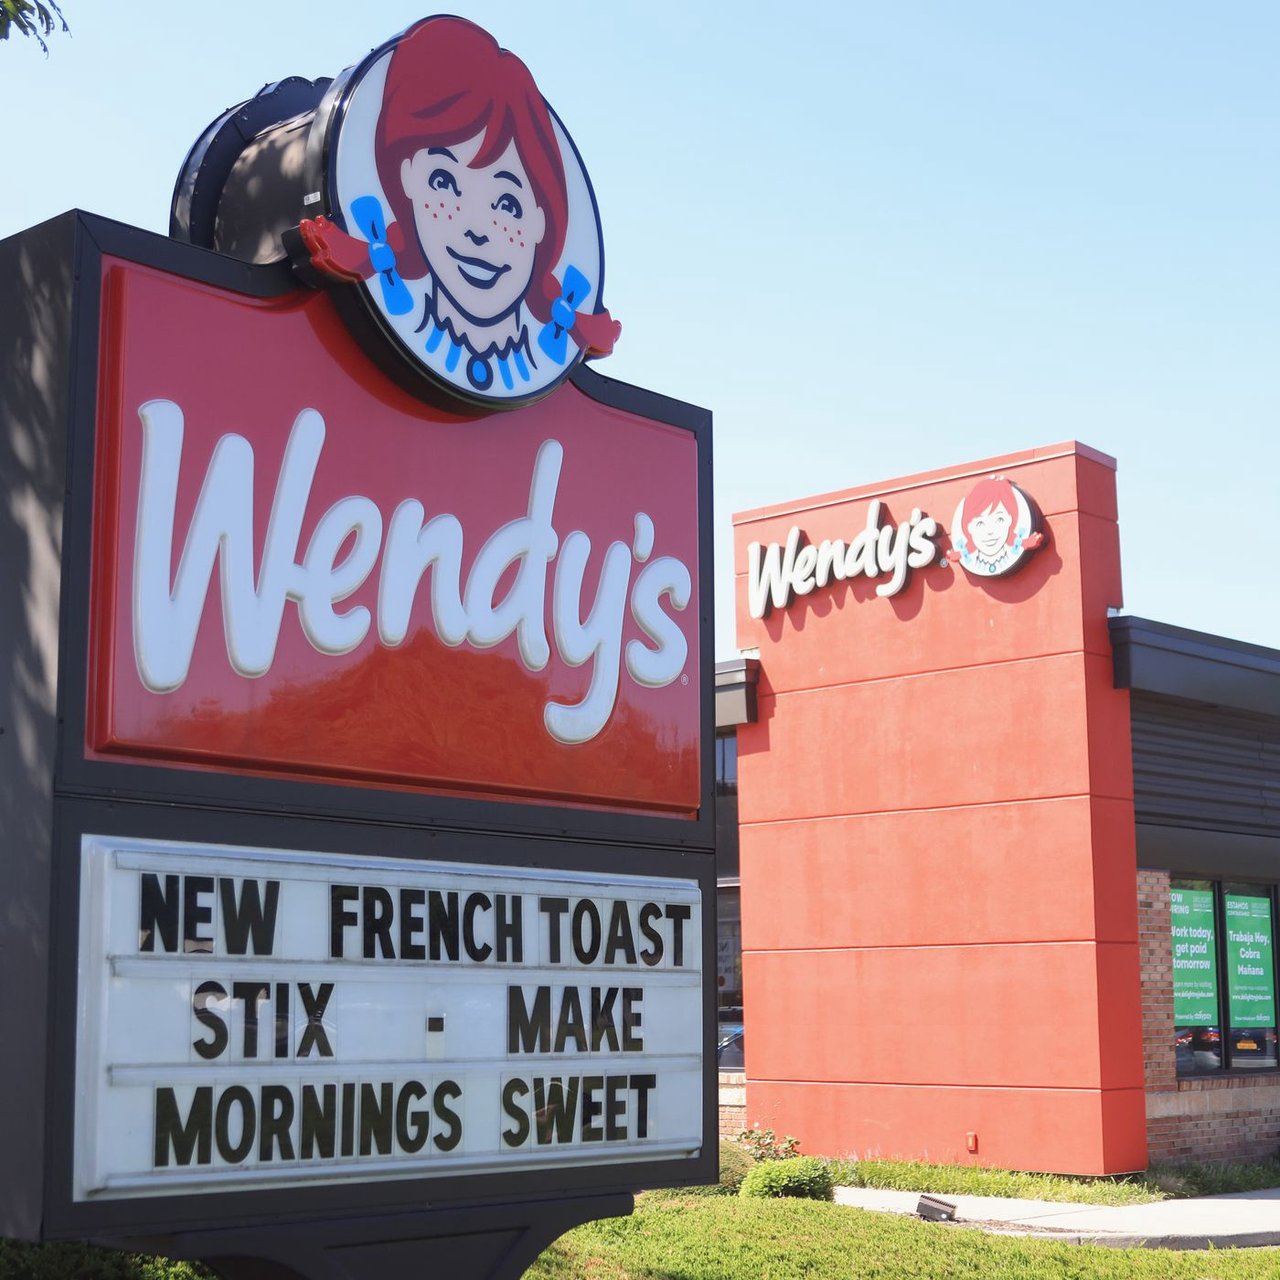 Wendy's
®
NEW FRENCH TOAST
STIX - MAKE
MORNINGS SWEET
Wendy's
®
Work today,
get paid
tomorrow
Trabaja Hoy,
Cobra
Mañana